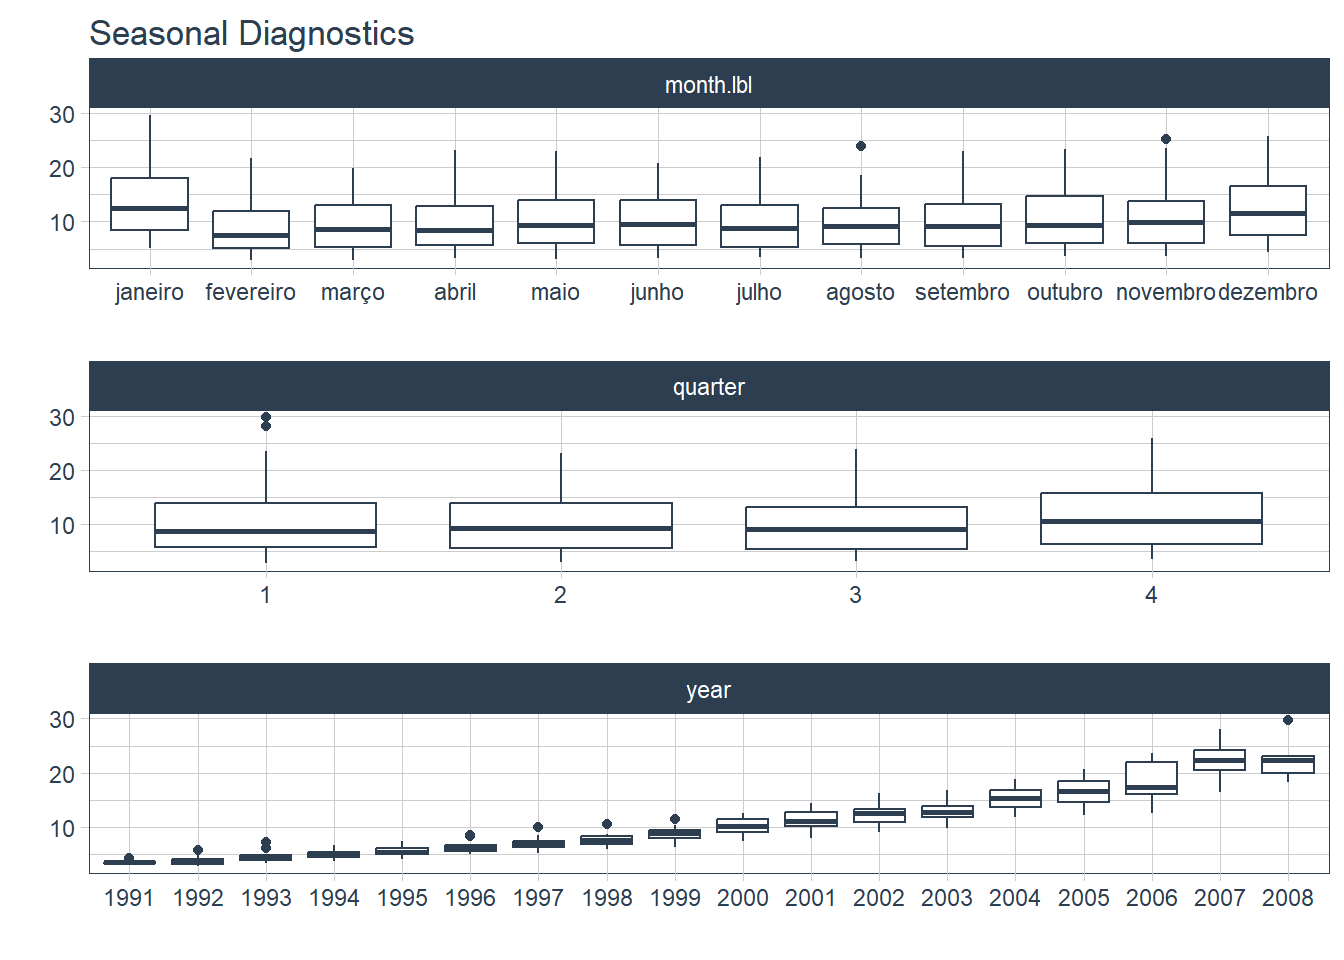 Seasonal Diagnostics
month.lbl
30
20
10
janeiro fevereiro março abril maio junho julho agosto setembro outubro novembro dezembro
quarter
30
20
10
1 2 3 4
year
30
20
10
1991 1992 1993 1994 1995 1996 1997 1998 1999 2000 2001 2002 2003 2004 2005 2006 2007 2008